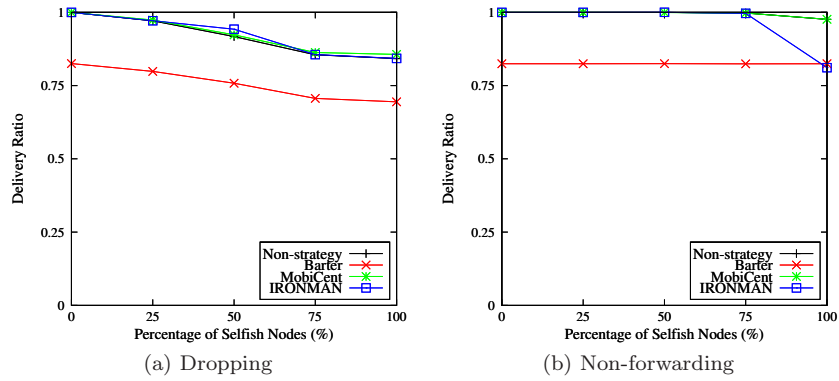 1
0.75
0.5
0.25
0
0 25 50 75 100
Delivery Ratio
Percentage of Selfish Nodes (%)
Non-strategy
Barter
MobiCent
IRONMAN
(a) Dropping
1
0.75
0.5
0.25
0
0 25 50 75 100
Delivery Ratio
Percentage of Selfish Nodes (%)
Non-strategy
Barter
MobiCent
IRONMAN
(b) Non-forwarding